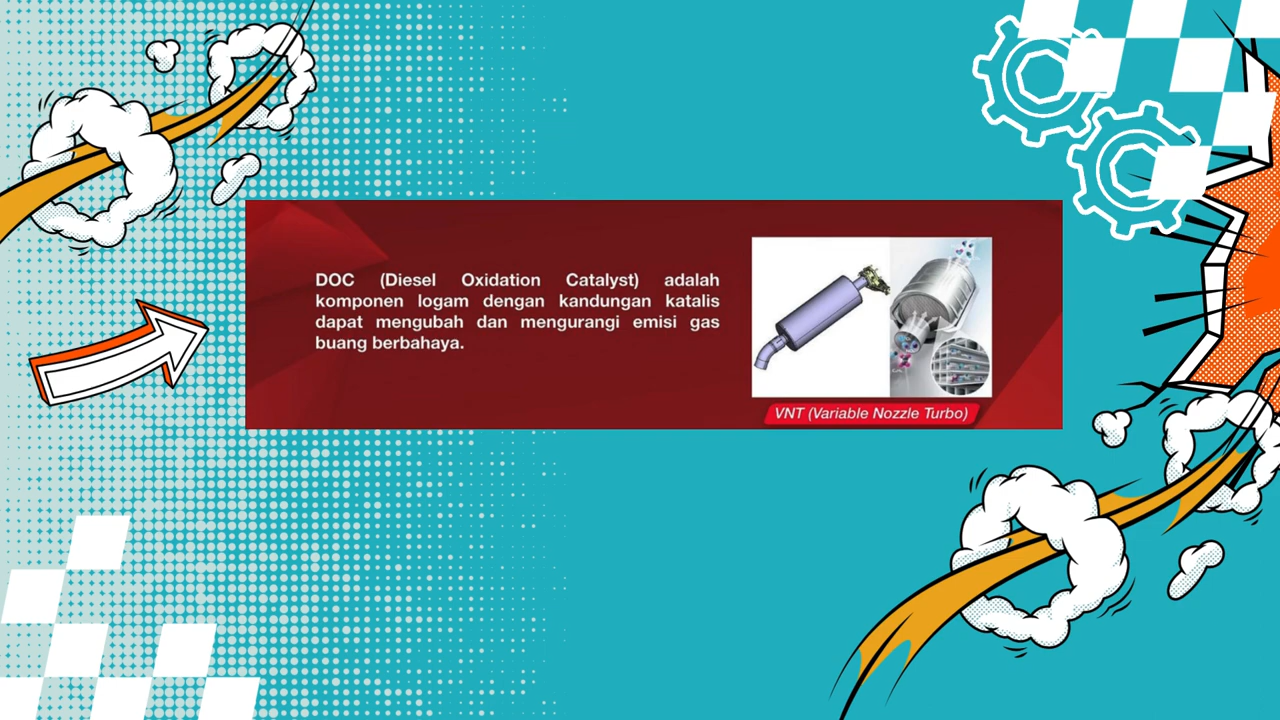 DOC (Diesel Oxidation Catalyst) adalah
komponen logam dengan kandungan katalis
dapat mengubah dan mengurangi emisi gas
buang berbahaya.
VNT (Variable Nozzle Turbo)